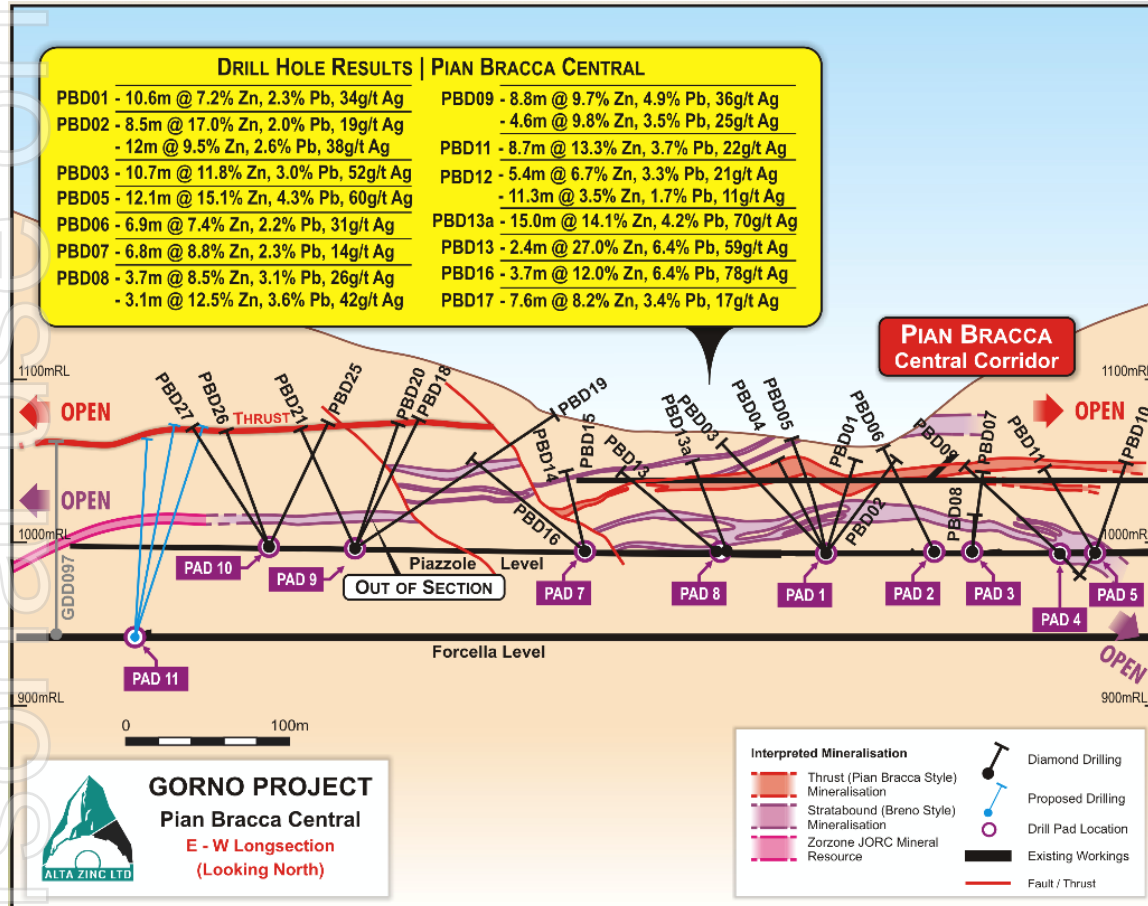 DRILL HOLE RESULTS | PIAN BRACCA CENTRAL
PBD01 - 10.6m @ 7.2% Zn, 2.3% Pb, 34g/t Ag
PBD02 - 8.5m @ 17.0% Zn, 2.0% Pb, 19g/t Ag
- 12m @ 9.5% Zn, 2.6% Pb, 38g/t Ag
PBD03 - 10.7m @ 11.8% Zn, 3.0% Pb, 52g/t Ag
PBD05 - 12.1m @ 15.1% Zn, 4.3% Pb, 60g/t Ag
PBD06 - 6.9m @ 7.4% Zn, 2.2% Pb, 31g/t Ag
PBD07 - 6.8m @ 8.8% Zn, 2.3% Pb, 14g/t Ag
PBD08 - 3.7m @ 8.5% Zn, 3.1% Pb, 26g/t Ag
- 3.1m @ 12.5% Zn, 3.6% Pb, 42g/t Ag
PBD09 - 8.8m @ 9.7% Zn, 4.9% Pb, 36g/t Ag
- 4.6m @ 9.8% Zn, 3.5% Pb, 25g/t Ag
PBD11 - 8.7m @ 13.3% Zn, 3.7% Pb, 22g/t Ag
PBD12 - 5.4m @ 6.7% Zn, 3.3% Pb, 21g/t Ag
- 11.3m @ 3.5% Zn, 1.7% Pb, 11g/t Ag
PBD13a - 15.0m @ 14.1% Zn, 4.2% Pb, 70g/t Ag
PBD13 - 2.4m @ 27.0% Zn, 6.4% Pb, 59g/t Ag
PBD16 - 3.7m @ 12.0% Zn, 6.4% Pb, 78g/t Ag
PBD17 - 7.6m @ 8.2% Zn, 3.4% Pb, 17g/t Ag
PIAN BRACCA
Central Corridor
1100mRL
1100mRL
OPEN
OPEN
THRUST
PBD27
PBD26
PBD21
PBD25
PBD20
PBD18
PBD19
PBD14
PBD15
PBD13
PBD13a
PBD03
PBD04
PBD05
PBD01
PBD06
PBD09
PBD07
PBD11
PBD16
PBD02
PBD08
OPEN
1000mRL
1000mRL
GDD097
Piazzole Level
PAD 10
PAD 9
OUT OF SECTION
PAD 7
PAD 8
PAD 1
PAD 2
PAD 3
PAD 4
PAD 5
OPEN
Forcella Level
PAD 11
900mRL
900mRL
0 100m
GORNO PROJECT
Pian Bracca Central
E - W Longsection
(Looking North)
ALTA ZINC LTD
Interpreted Mineralisation
Thrust (Pian Bracca Style)
Mineralisation
Stratabound (Breno Style)
Mineralisation
Zorzone JORC Mineral
Resource
Diamond Drilling
Proposed Drilling
Drill Pad Location
Existing Workings
Fault / Thrust